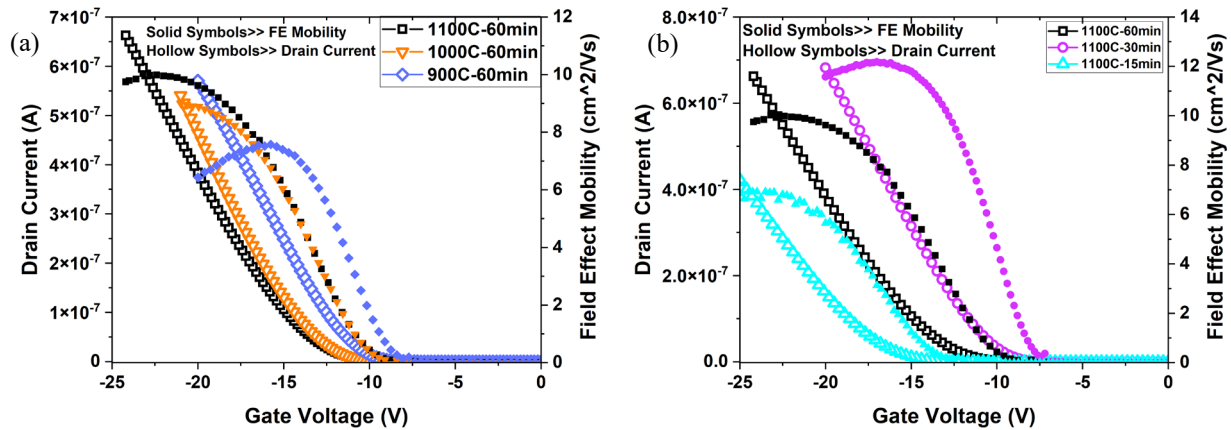 (a)
Solid Symbols>> FE Mobility
Hollow Symbols>> Drain Current
1100C-60min
1000C-60min
900C-60min
Drain Current (A)
7×10⁻⁷
6×10⁻⁷
5×10⁻⁷
4×10⁻⁷
3×10⁻⁷
2×10⁻⁷
1×10⁻⁷
0
12
10
8
6
4
2
0
Field Effect Mobility (cm^2/Vs)
-25 -20 -15 -10 -5 0
Gate Voltage (V)
(b)
Solid Symbols>> FE Mobility
Hollow Symbols>> Drain Current
1100C-60min
1100C-30min
1100C-15min
Drain Current (A)
8.0×10⁻⁷
6.0×10⁻⁷
4.0×10⁻⁷
2.0×10⁻⁷
0.0
14
12
10
8
6
4
2
0
Field Effect Mobility (cm^2/Vs)
-25 -20 -15 -10 -5 0
Gate Voltage (V)